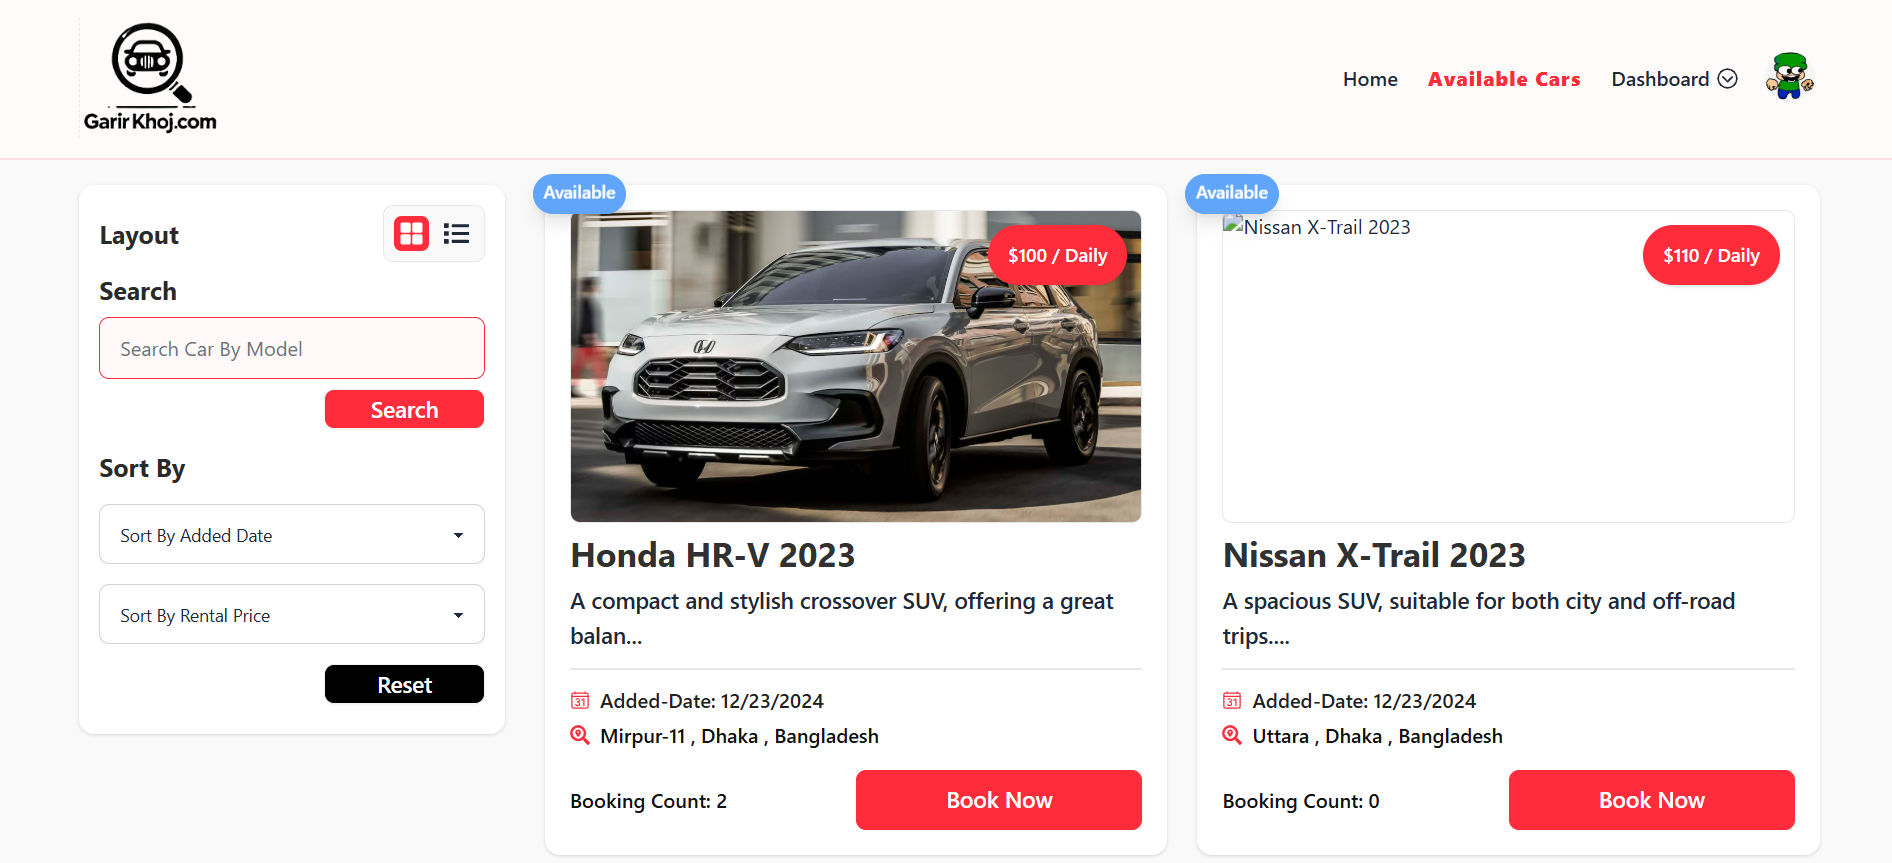 GarirKhoj.com
Home
Available Cars
Dashboard
Layout
Search
Search Car By Model
Search
Sort By
Sort By Added Date
Sort By Rental Price
Reset
Available
$100 / Daily
Honda HR-V 2023
A compact and stylish crossover SUV, offering a great
balan...
31 Added-Date: 12/23/2024
Mirpur-11 , Dhaka , Bangladesh
Booking Count: 2
Book Now
Available
Nissan X-Trail 2023
$110 / Daily
Nissan X-Trail 2023
A spacious SUV, suitable for both city and off-road
trips....
31 Added-Date: 12/23/2024
Uttara , Dhaka , Bangladesh
Booking Count: 0
Book Now